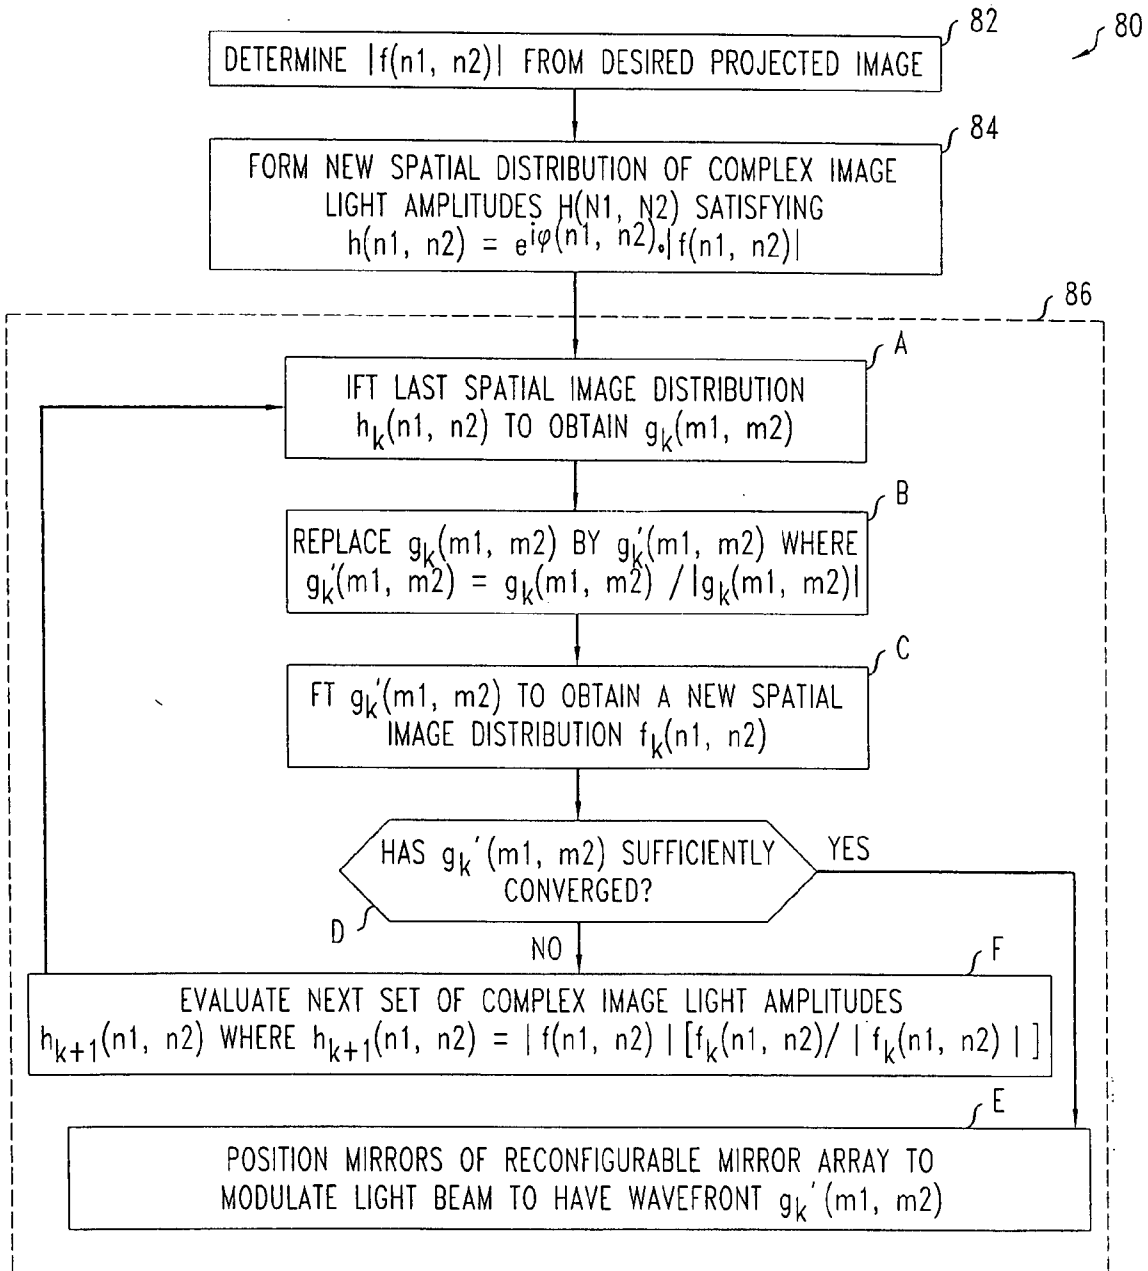 80
82
DETERMINE |f(n1, n2)| FROM DESIRED PROJECTED IMAGE
84
FORM NEW SPATIAL DISTRIBUTION OF COMPLEX IMAGE
LIGHT AMPLITUDES H(N1, N2) SATISFYING
h(n1, n2) = e^{iφ(n1, n2)}.|f(n1, n2)|
86
A
IFT LAST SPATIAL IMAGE DISTRIBUTION
h_k(n1, n2) TO OBTAIN g_k(m1, m2)
B
REPLACE g_k(m1, m2) BY g_k'(m1, m2) WHERE
g_k'(m1, m2) = g_k(m1, m2) /|g_k(m1, m2)|
C
FT g_k'(m1, m2) TO OBTAIN A NEW SPATIAL
IMAGE DISTRIBUTION f_k(n1, n2)
HAS g_k'(m1, m2) SUFFICIENTLY
CONVERGED?
YES
D
NO
F
EVALUATE NEXT SET OF COMPLEX IMAGE LIGHT AMPLITUDES
h_{k+1}(n1, n2) WHERE h_{k+1}(n1, n2) = | f(n1, n2) | [f_k(n1, n2)/ | f_k(n1, n2) | ]
E
POSITION MIRRORS OF RECONFIGURABLE MIRROR ARRAY TO
MODULATE LIGHT BEAM TO HAVE WAVEFRONT g_k'(m1, m2)